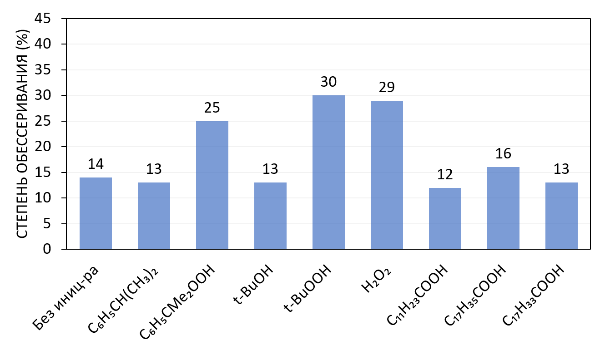 СТЕПЕНЬ ОБЕССЕРИВАНИЯ (%)
45
40
35
30
25
20
15
10
5
0
14
13
25
13
30
29
12
16
13
Без иниц-ра
C₆H₅CH(CH₃)₂
C₆H₅CMe₂OOH
t-BuOH
t-BuOOH
H₂O₂
C₁₁H₂₃COOH
C₁₇H₃₅COOH
C₁₇H₃₃COOH